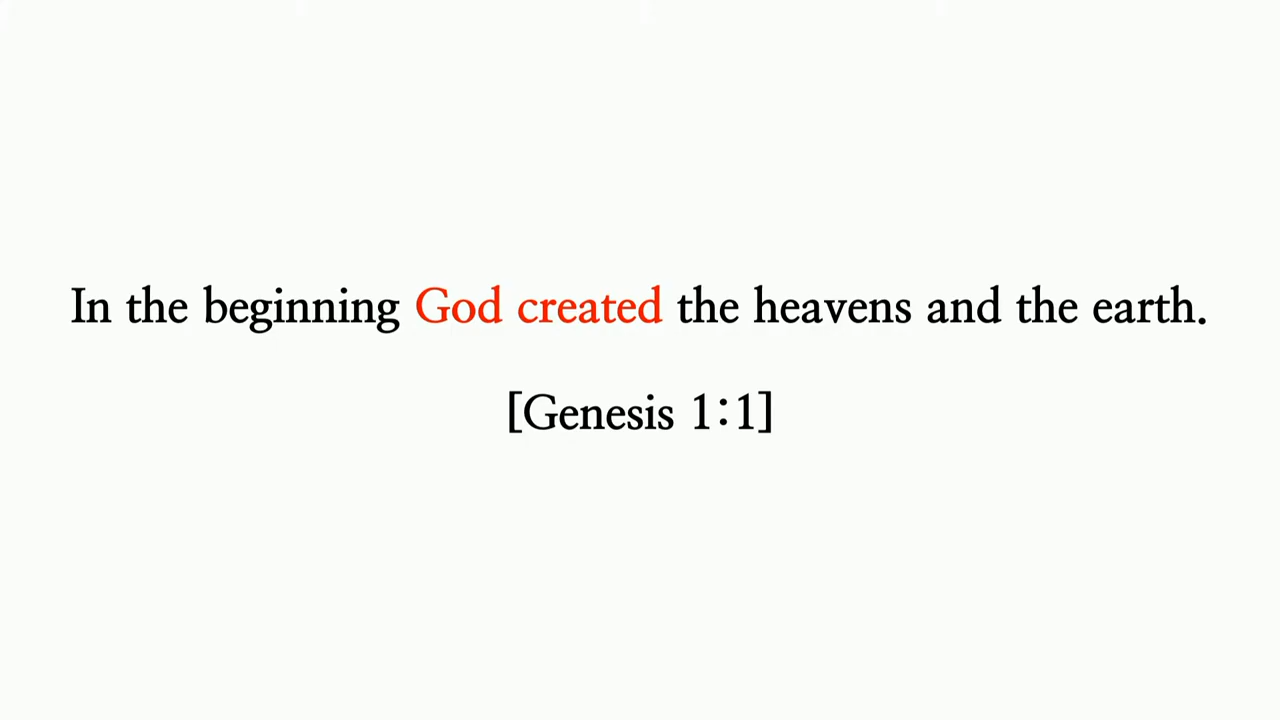 In the beginning God created the heavens and the earth.
[Genesis 1:1]